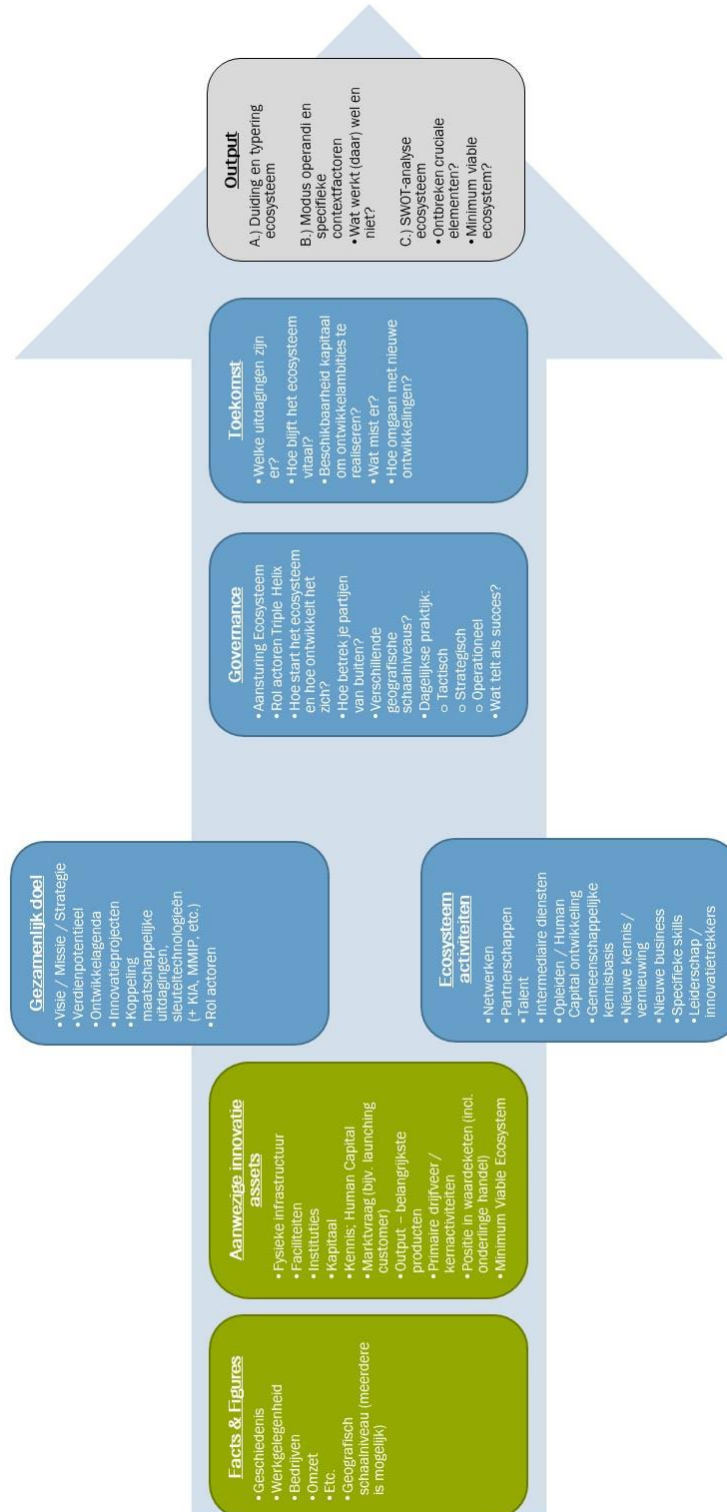 Facts & Figures
• Geschiedenis
• Werkgelegenheid
• Bedrijven
• Omzet
• Etc.
• Geografisch
schaalniveau (meerdere
is mogelijk)
Aanwezige innovatie
assets
• Fysieke infrastructuur
• Faciliteiten
• Instituties
• Kapitaal
• Kennis; Human Capital
• Marktvraag (bijv. launching
customer)
• Output – belangrijkste
producten
• Primaire drijfveer /
kernactiviteiten
• Positie in waardeketen (incl.
onderlinge handel)
• Minimum Viable Ecosystem
Gezamenlijk doel
• Visie / Missie / Strategie
• Verdienpotentieel
• Ontwikkelagenda
• Innovatieprojecten
• Koppeling
maatschappelijke
uitdagingen,
sleuteltechnologieën
(+ KIA, MMIP, etc.)
• Rol actoren
Ecosysteem
activiteiten
• Netwerken
• Partnerschappen
• Talent
• Intermediaire diensten
• Opleiden / Human
Capital ontwikkeling
• Gemeenschappelijke
kennisbasis
• Nieuwe kennis /
vernieuwing
• Nieuwe business
• Specifieke skills
• Leiderschap /
innovatietrekkers
Governance
• Aansturing Ecosysteem
• Rol actoren Triple Helix
• Hoe start het ecosysteem
en hoe ontwikkelt het
zich?
• Hoe betrek je partijen
van buiten?
• Verschillende
geografische
schaalniveaus?
• Dagelijkse praktijk:
o Tactisch
o Strategisch
o Operationeel
• Wat telt als succes?
Toekomst
• Welke uitdagingen zijn
er?
• Hoe blijft het ecosysteem
vitaal?
• Beschikbaarheid kapitaal
om ontwikkelambities te
realiseren?
• Wat mist er?
• Hoe omgaan met nieuwe
ontwikkelingen?
Output
A.) Duiding en typering
ecosysteem
B.) Modus operandi en
specifieke
contextfactoren
• Wat werkt (daar) wel en
niet?
C.) SWOT-analyse
ecosysteem
• Ontbreken cruciale
elementen?
• Minimum viable
ecosystem?